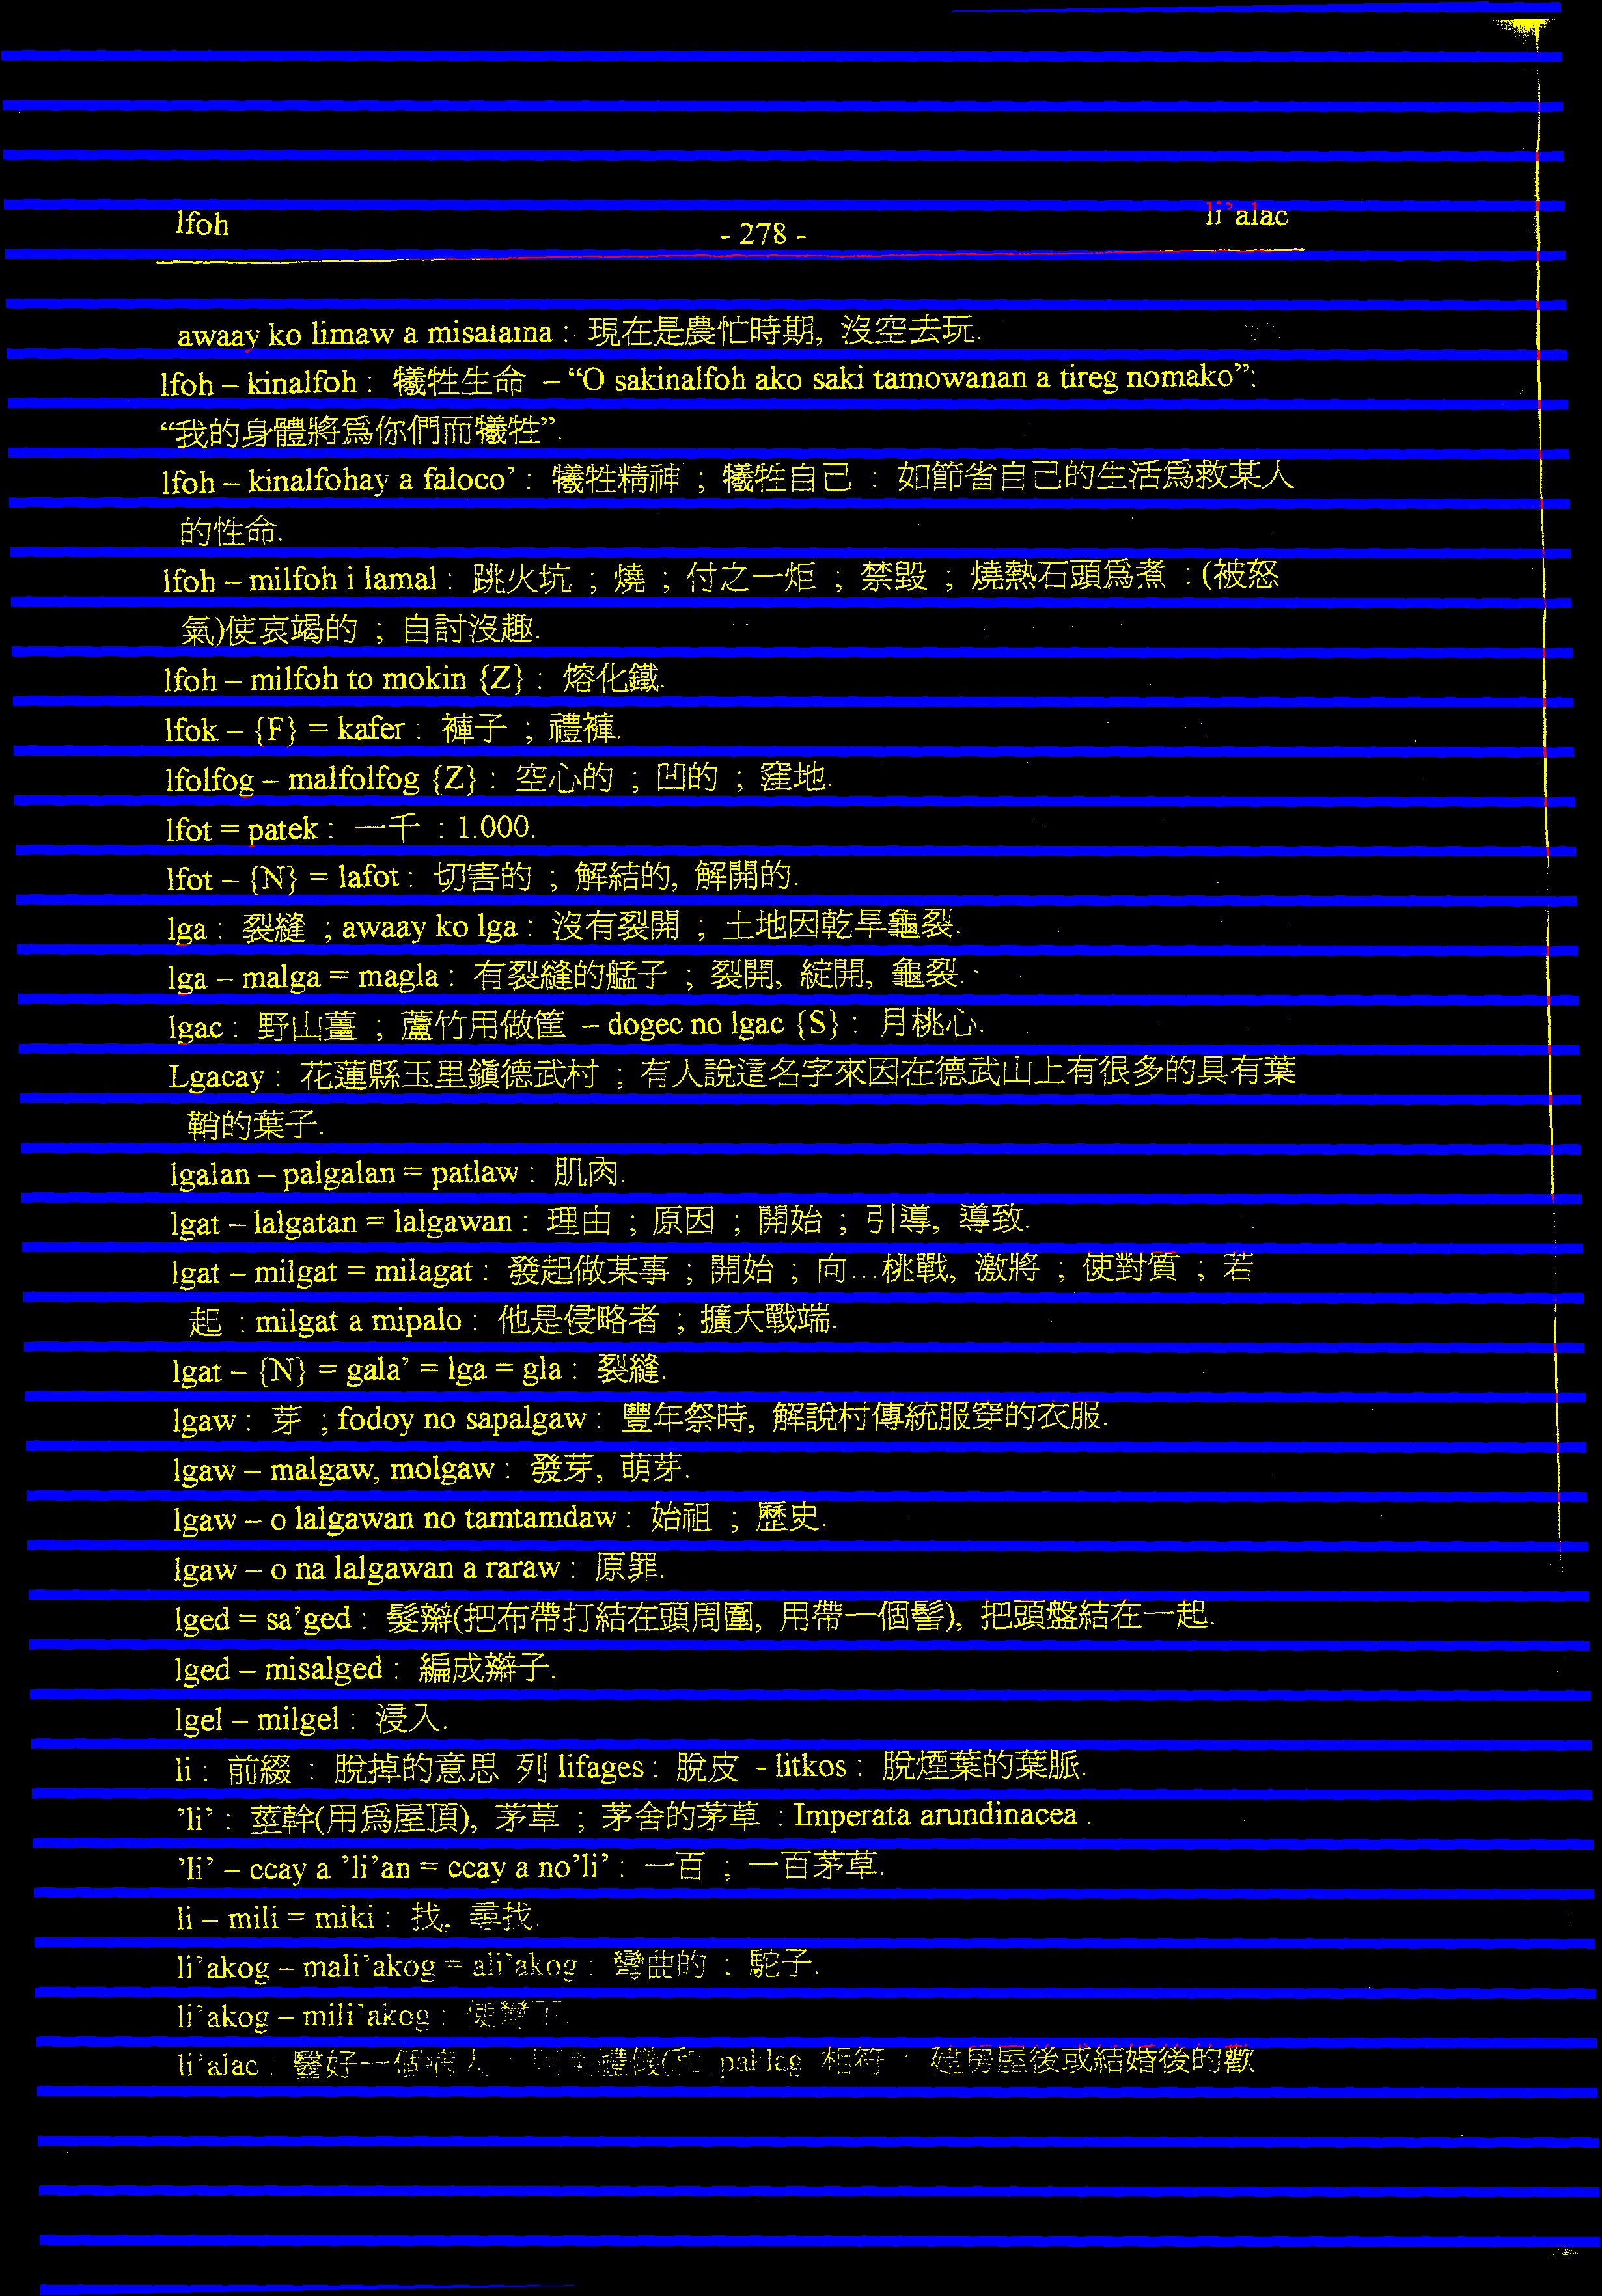 lfoh
- 278 -
li’alac
awaay ko limaw a misalama : 現在是農忙時期, 沒空去玩.
lfoh – kinalfoh : 犧牲生命 – “O sakinalfoh ako saki tamowanan a tireg nomako”:
“我的身體將爲你們而犧牲”.
lfoh – kinalfohay a faloco’ : 犧牲精神 ; 犧牲自己 : 如節省自己的生活爲救某人
的性命.
lfoh – milfoh i lamal : 跳火坑 ; 燒 ; 付之一炬 ; 禁毀 ; 燒熱石頭爲煮 : (被怒
氣)使哀竭的 ; 自討沒趣.
lfoh – milfoh to mokin {Z} : 熔化鐵.
lfok – {F} = kafer : 褲子 ; 禮褲.
lfolfog – malfolfog {Z} : 空心的 ; 凹的 ; 窪地.
lfot = patek : 一千 : 1.000.
lfot – {N} = lafot : 切害的 ; 解結的, 解開的.
lga : 裂縫 ; awaay ko lga : 沒有裂開 ; 土地因乾旱龜裂.
lga – malga = magla : 有裂縫的艋子 ; 裂開, 綻開, 龜裂.
lgac : 野山薑 ; 蘆竹用做筐 – dogec no lgac {S} : 月桃心.
Lgacay : 花蓮縣玉里鎭德武村 ; 有人說這名字來因在德武山上有很多的具有葉
鞘的葉子.
lgalan – palgalan = patlaw : 肌肉.
lgat – lalgatan = lalgawan : 理由 ; 原因 ; 開始 ; 引導, 導致.
lgat – milgat = milagat : 發起做某事 ; 開始 ; 向...桃戰, 激將 ; 使對質 ; 若
起 : milgat a mipalo : 他是侵略者 ; 擴大戰端.
lgat – {N} = gala’ = lga = gla : 裂縫.
lgaw : 芽 ; fodoy no sapalgaw : 豐年祭時, 解說村傳統服穿的衣服.
lgaw – malgaw, molgaw : 發芽, 萌芽.
lgaw – o lalgawan no tamtamdaw : 始祖 ; 歷史.
lgaw – o na lalgawan a raraw : 原罪.
lged = sa’ged : 髮辮(把布帶打結在頭周圍, 用帶一個髻), 把頭盤結在一起.
lged – misalged : 編成辮子.
lgel – milgel : 浸入.
li : 前綴 : 脫掉的意思 列 lifages : 脫皮 - litkos : 脫煙葉的葉脈.
’li’ : 莖幹(用爲屋頂), 茅草 ; 茅舍的茅草 : Imperata arundinacea .
’li’ – ccay a ’li’an = ccay a no’li’ : 一百 ; 一百茅草.
li – mili = miki : 找, 尋找.
li’akog – mali’akog = ali’akog : 彎曲的 ; 駝子.
li’akog – mili’akog : 使彎下.
li’alac : 醫好一個病人 禮儀(和 paklag 相符 : 建房屋後或結婚後的歡